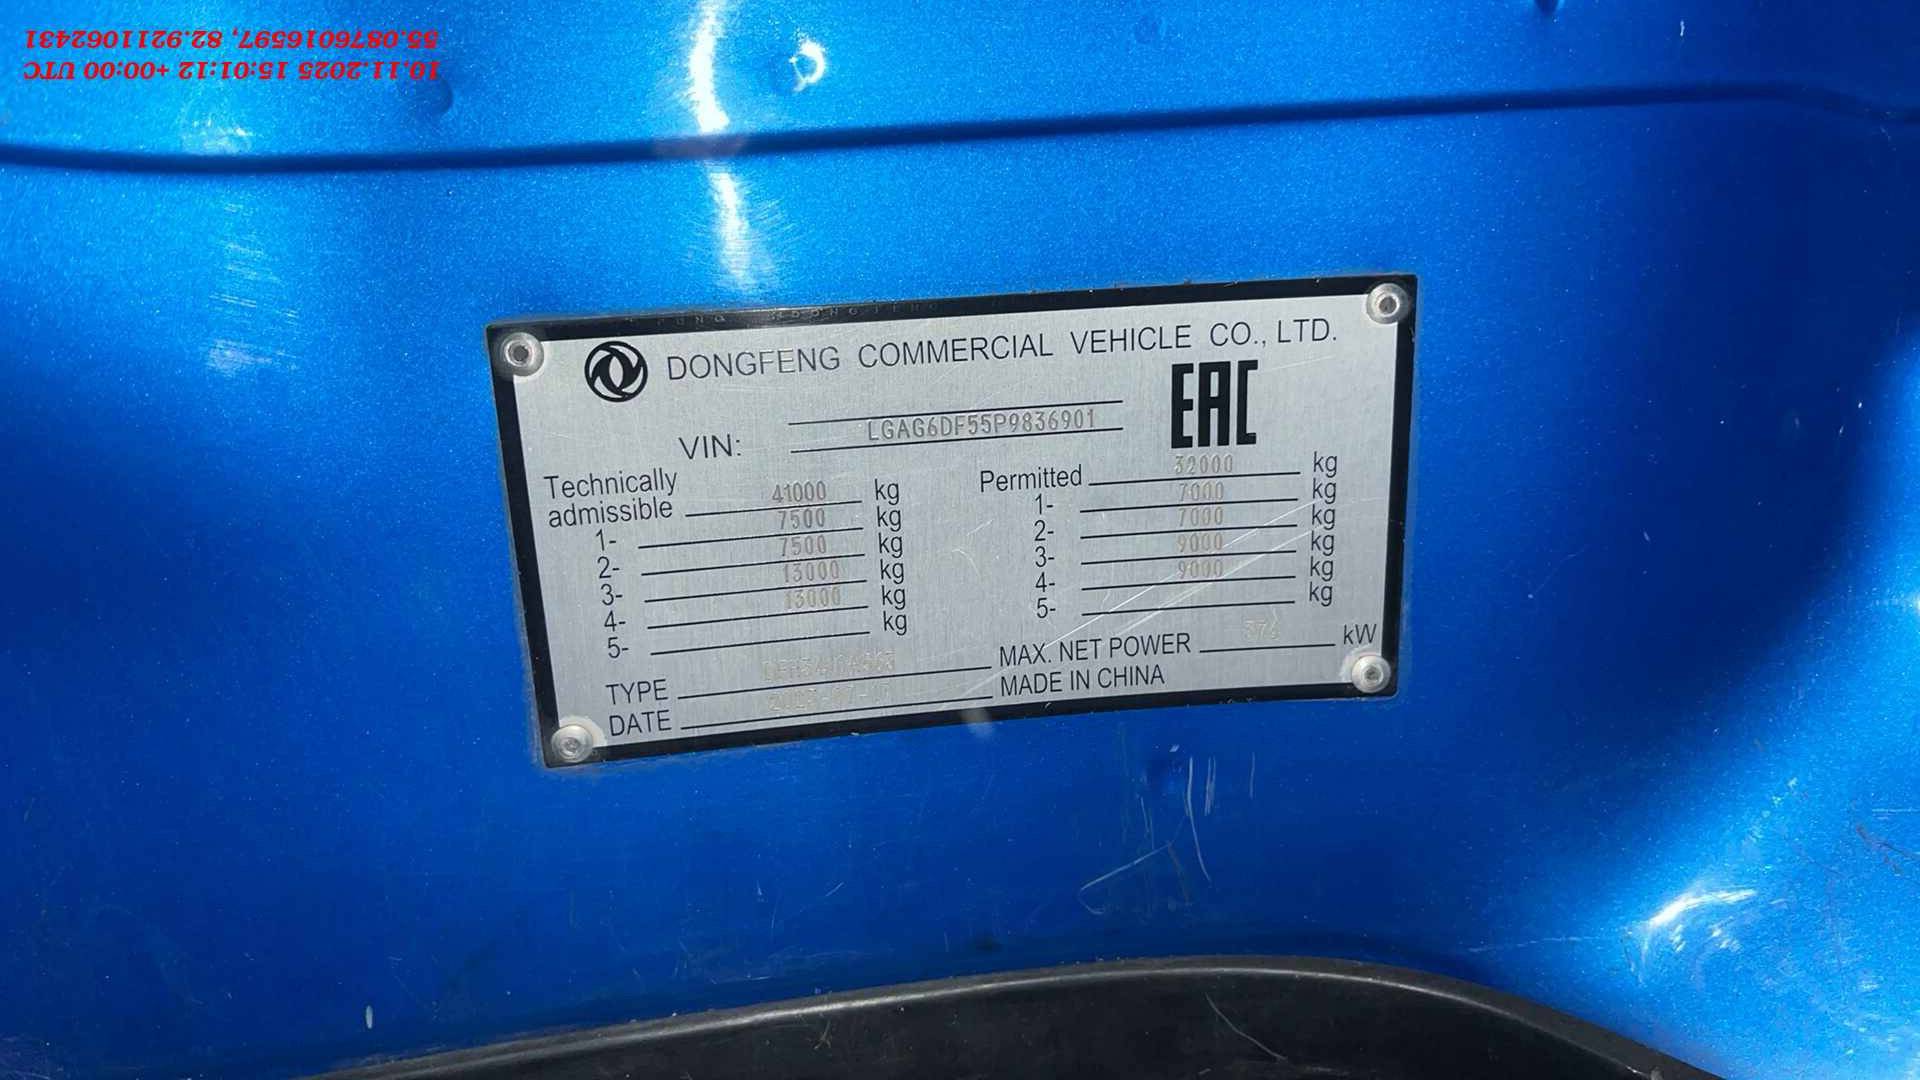 10.11.2025 15:01:12 +00:00 UTC
55.0876016597, 82.9211062431
DONGFENG COMMERCIAL VEHICLE CO., LTD.
EAC
VIN: LGAG6DF55P9836901
Technically
admissible 41000 kg
1- 7500 kg
2- 7500 kg
3- 13000 kg
4- 13000 kg
5- kg
Permitted 32000 kg
1- 7000 kg
2- 7000 kg
3- 9000 kg
4- 9000 kg
5- kg
TYPE
DATE
MAX. NET POWER kW
MADE IN CHINA